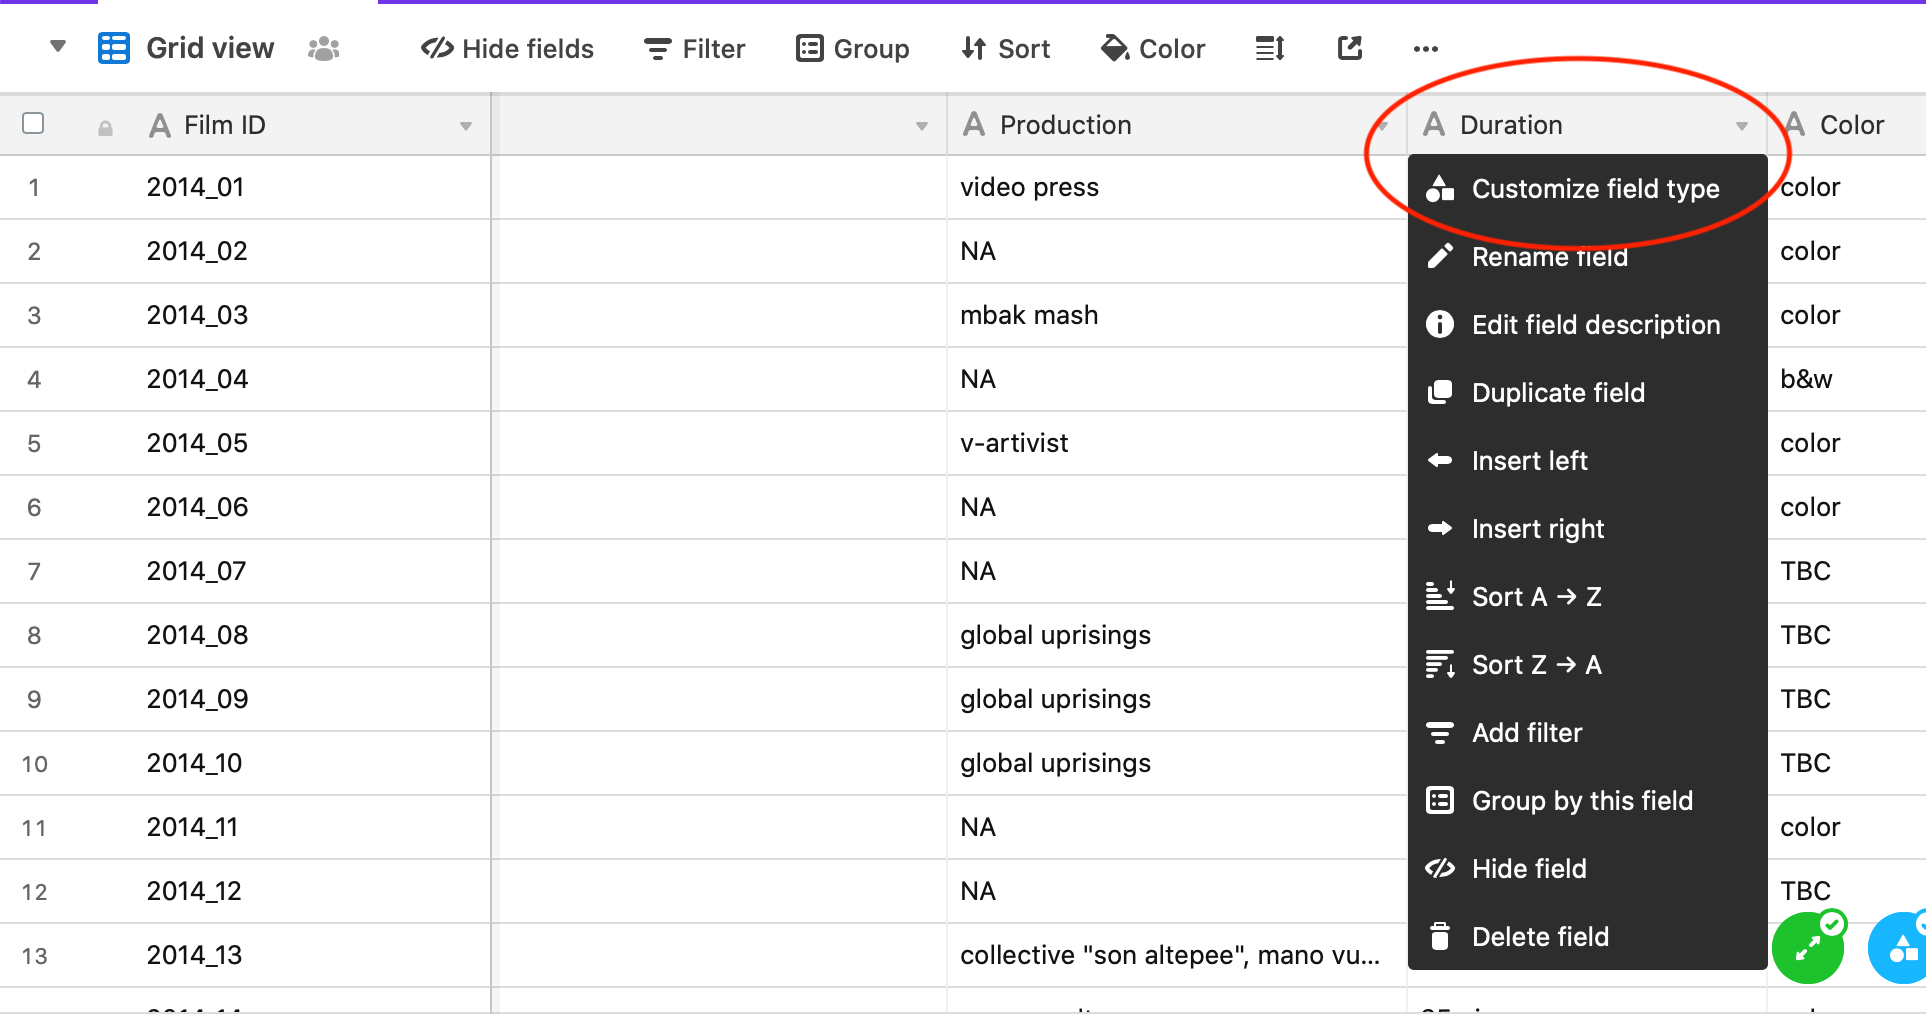 Grid view Hide fields Filter Group Sort Color
Film ID Production Duration Color
1 2014_01 video press color
2 2014_02 NA color
3 2014_03 mbak mash color
4 2014_04 NA b&w
5 2014_05 v-artivist color
6 2014_06 NA color
7 2014_07 NA TBC
8 2014_08 global uprisings TBC
9 2014_09 global uprisings TBC
10 2014_10 global uprisings TBC
11 2014_11 NA color
12 2014_12 NA TBC
13 2014_13 collective "son altepee", mano vu...
Customize field type
Rename field
Edit field description
Duplicate field
Insert left
Insert right
Sort A → Z
Sort Z → A
Add filter
Group by this field
Hide field
Delete field